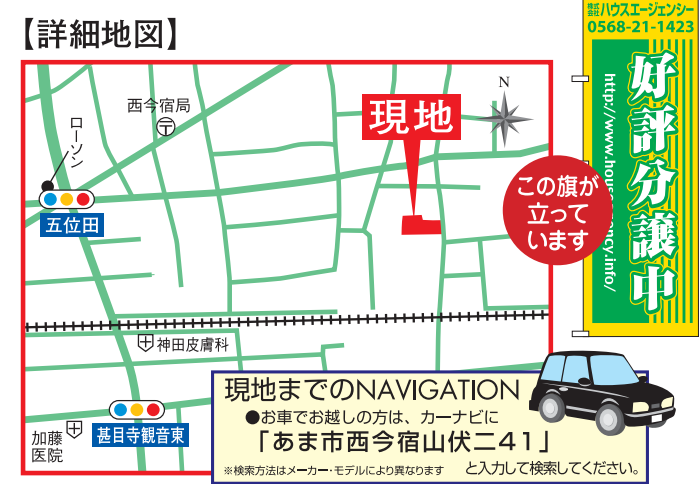 【詳細地図】
株式会社ハウスエージェンシー
0568-21-1423
好評分譲中
この旗が
立って
います
N
西今宿局
ローソン
現地
五位田
神田皮膚科
甚目寺観音東
加藤
医院
現地までのNAVIGATION
●お車でお越しの方は、カーナビに
「あま市西今宿山伏二41」
※検索方法はメーカー・モデルにより異なります
と入力して検索してください。